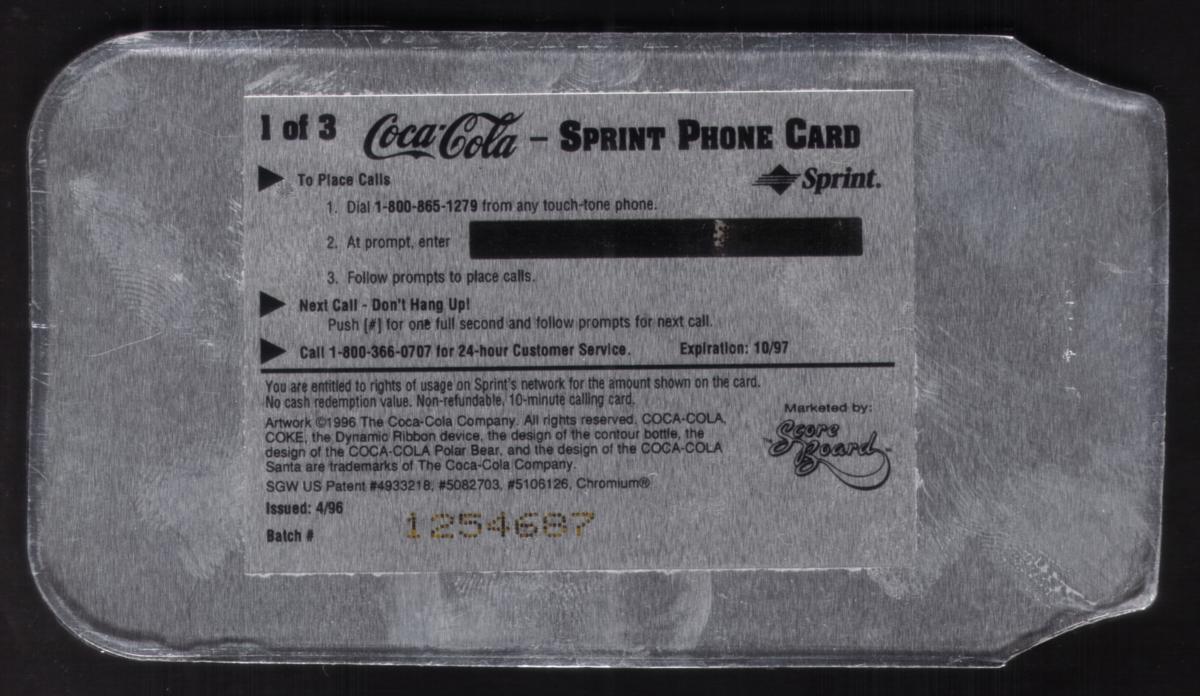 1 of 3 Coca-Cola – SPRINT PHONE CARD
Sprint.
To Place Calls
1. Dial 1-800-865-1279 from any touch-tone phone.
2. At prompt, enter
3. Follow prompts to place calls.
Next Call - Don't Hang Up!
Push [#] for one full second and follow prompts for next call.
Call 1-800-366-0707 for 24-hour Customer Service. Expiration: 10/97
You are entitled to rights of usage on Sprint's network for the amount shown on the card.
No cash redemption value. Non-refundable, 10-minute calling card.
Artwork ©1996 The Coca-Cola Company. All rights reserved. COCA-COLA,
COKE, the Dynamic Ribbon device, the design of the contour bottle, the
design of the COCA-COLA Polar Bear, and the design of the COCA-COLA
Santa are trademarks of The Coca-Cola Company.
Marketed by:
Score
Board™
SGW US Patent #4933218, #5082703, #5106126, Chromium®
Issued: 4/96
Batch # 1254687